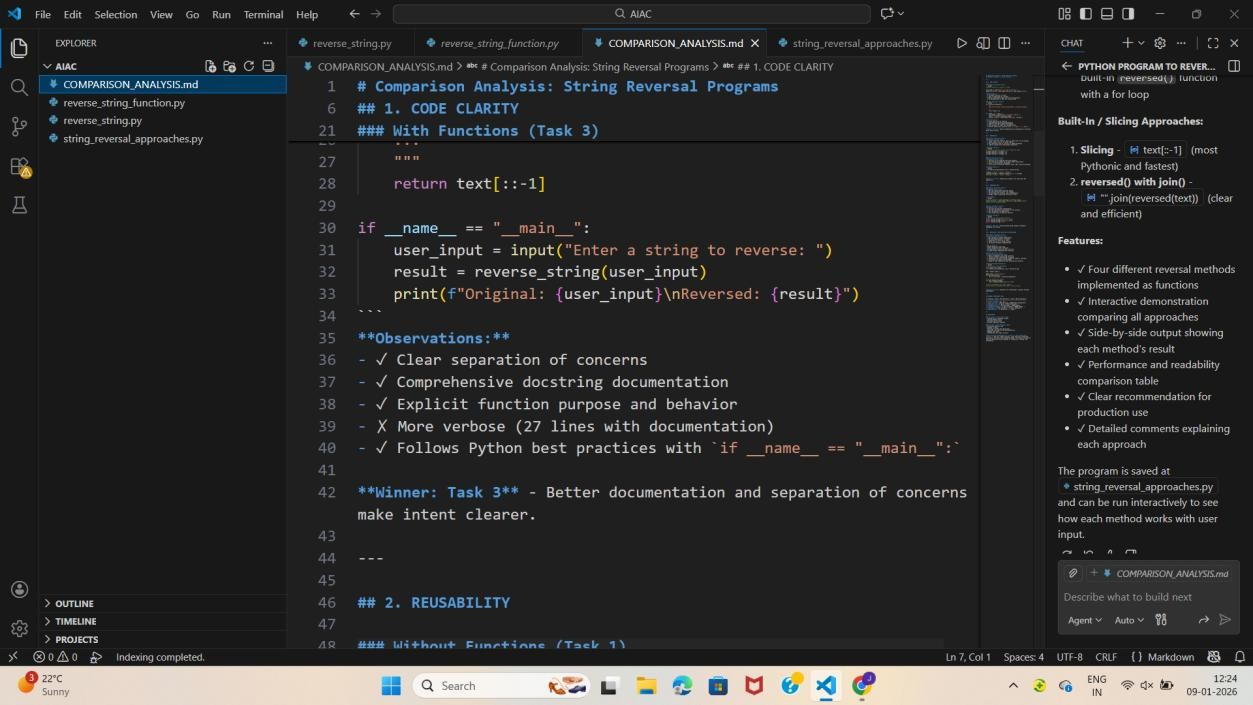 File Edit Selection View Go Run Terminal Help
AIAC
EXPLORER
AIAC
COMPARISON_ANALYSIS.md
reverse_string_function.py
reverse_string.py
string_reversal_approaches.py
OUTLINE
TIMELINE
PROJECTS
reverse_string.py
reverse_string_function.py
COMPARISON_ANALYSIS.md
string_reversal_approaches.py
COMPARISON_ANALYSIS.md > # Comparison Analysis: String Reversal Programs > ## 1. CODE CLARITY
1 # Comparison Analysis: String Reversal Programs
6 ## 1. CODE CLARITY
21 ### With Functions (Task 3)
27 """
28 return text[::-1]
29
30 if __name__ == "__main__":
31 user_input = input("Enter a string to reverse: ")
32 result = reverse_string(user_input)
33 print(f"Original: {user_input}\nReversed: {result}")
34 ```
35 **Observations:**
36 - ✓ Clear separation of concerns
37 - ✓ Comprehensive docstring documentation
38 - ✓ Explicit function purpose and behavior
39 - ✗ More verbose (27 lines with documentation)
40 - ✓ Follows Python best practices with `if __name__ == "__main__":`
41
42 **Winner: Task 3** - Better documentation and separation of concerns
make intent clearer.
43
44 ---
45
46 ## 2. REUSABILITY
47
48 ### Without Functions (Task 1)
CHAT
PYTHON PROGRAM TO REVER...
built-in reversed() function
with a for loop
Built-In / Slicing Approaches:
1. Slicing - text[::-1] (most
Pythonic and fastest)
2. reversed() with join() -
"".join(reversed(text)) (clear
and efficient)
Features:
• ✓ Four different reversal methods
implemented as functions
• ✓ Interactive demonstration
comparing all approaches
• ✓ Side-by-side output showing
each method's result
• ✓ Performance and readability
comparison table
• ✓ Clear recommendation for
production use
• ✓ Detailed comments explaining
each approach
The program is saved at
string_reversal_approaches.py
and can be run interactively to see
how each method works with user
input.
COMPARISON_ANALYSIS.md
Describe what to build next
Agent Auto
0 0 Indexing completed.
Ln 7, Col 1 Spaces: 4 UTF-8 CRLF {} Markdown
3
22°C
Sunny
Search
ENG
IN
12:24
09-01-2026